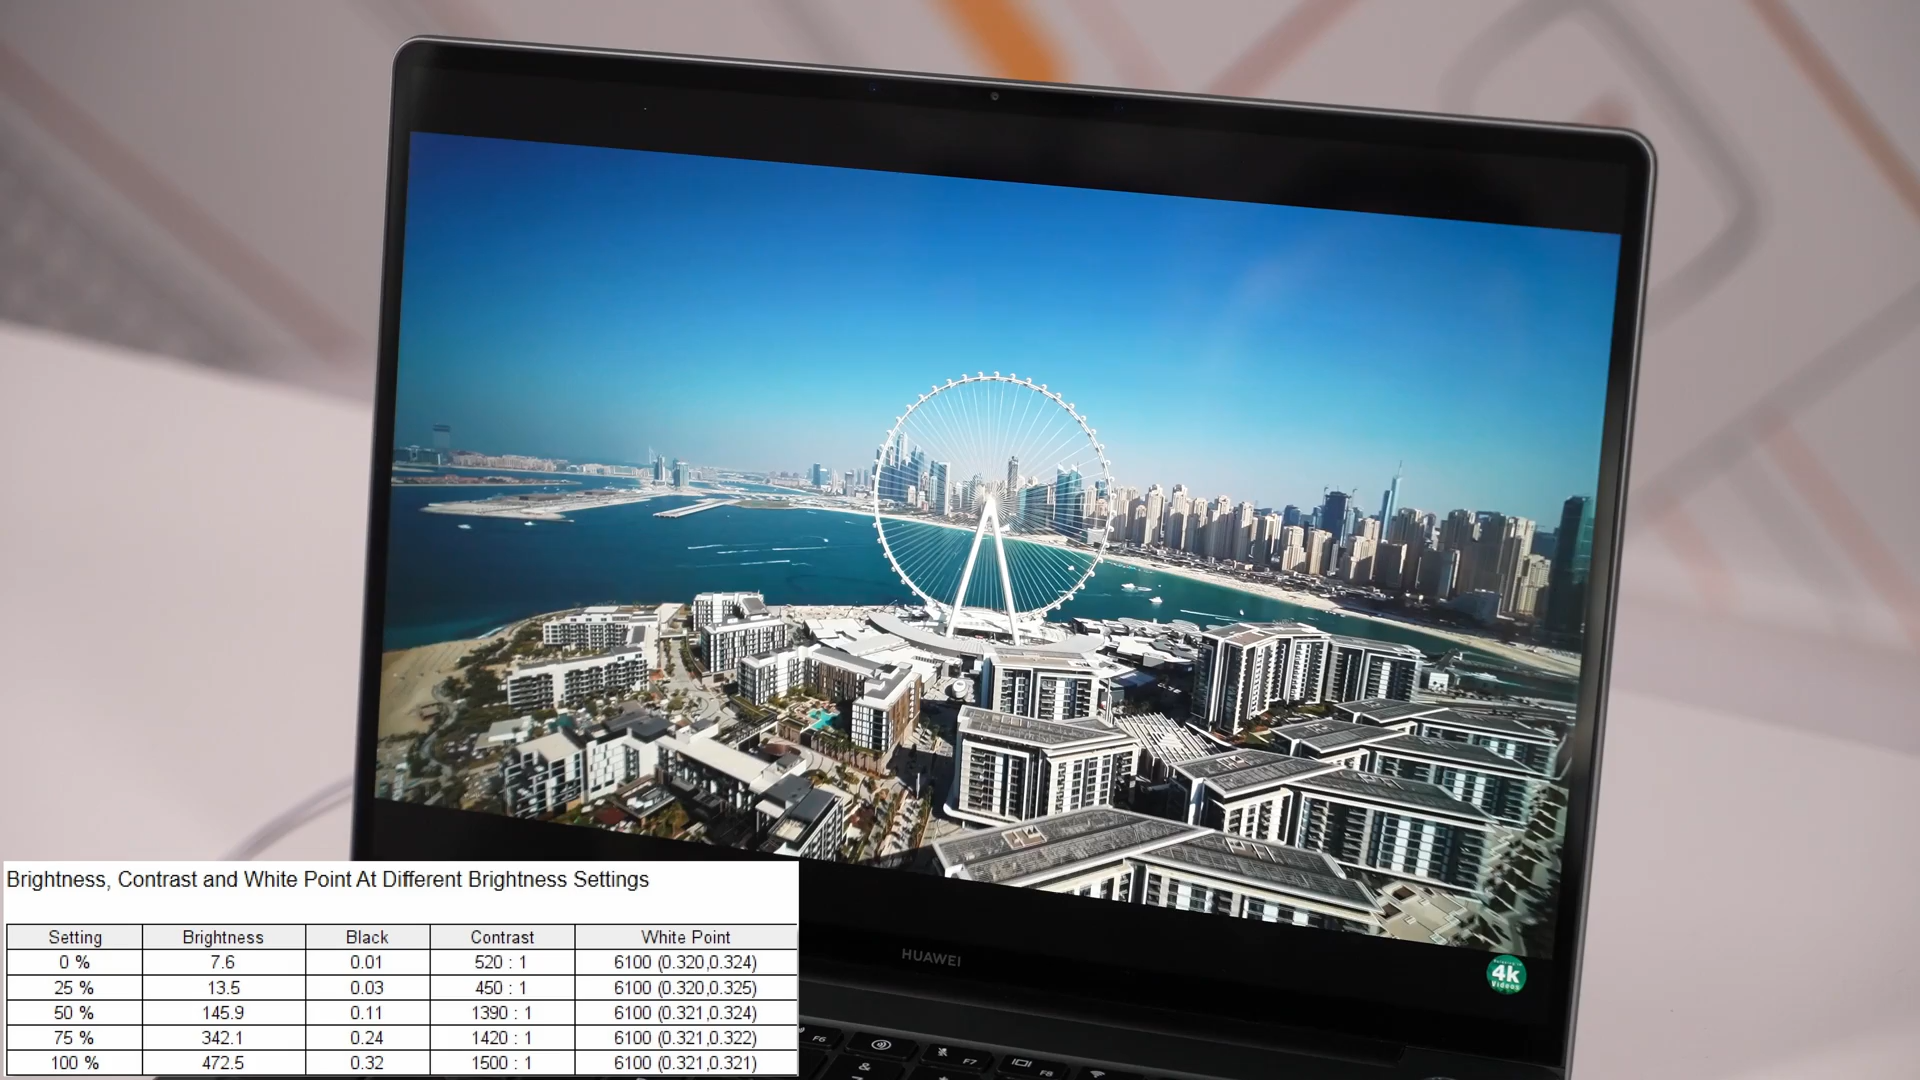 HUAWEI
4k
Videos
F6
F7
F8
&
Brightness, Contrast and White Point At Different Brightness Settings
Setting Brightness Black Contrast White Point
0 % 7.6 0.01 520 : 1 6100 (0.320,0.324)
25 % 13.5 0.03 450 : 1 6100 (0.320,0.325)
50 % 145.9 0.11 1390 : 1 6100 (0.321,0.324)
75 % 342.1 0.24 1420 : 1 6100 (0.321,0.322)
100 % 472.5 0.32 1500 : 1 6100 (0.321,0.321)